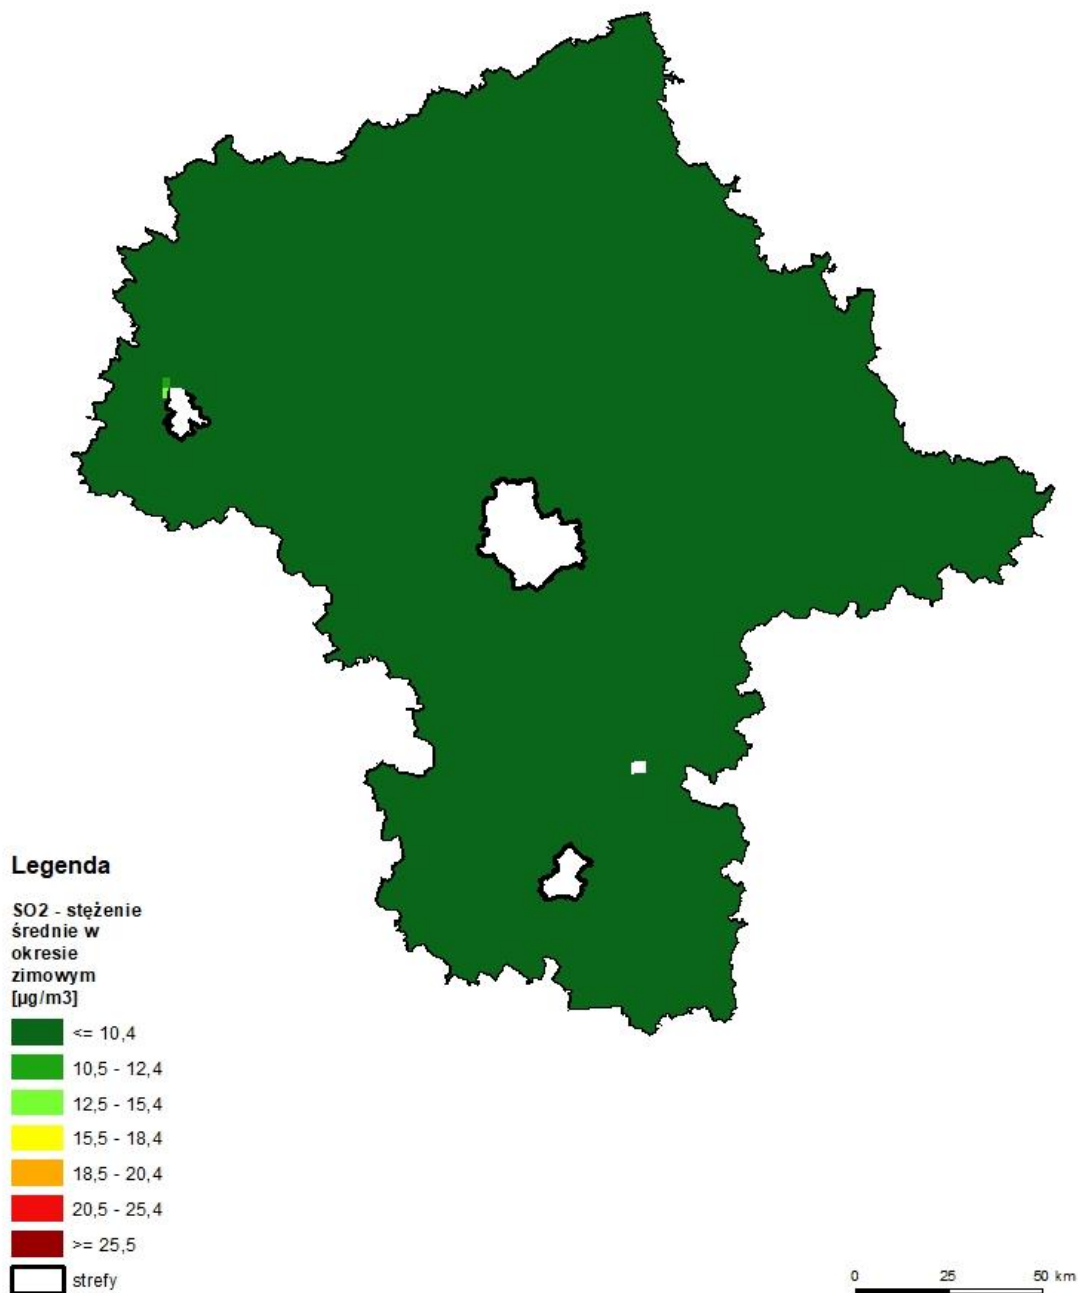 Legenda
SO2 - stężenie
średnie w
okresie
zimowym
[µg/m3]
<= 10,4
10,5 - 12,4
12,5 - 15,4
15,5 - 18,4
18,5 - 20,4
20,5 - 25,4
>= 25,5
strefy
0 25 50 km